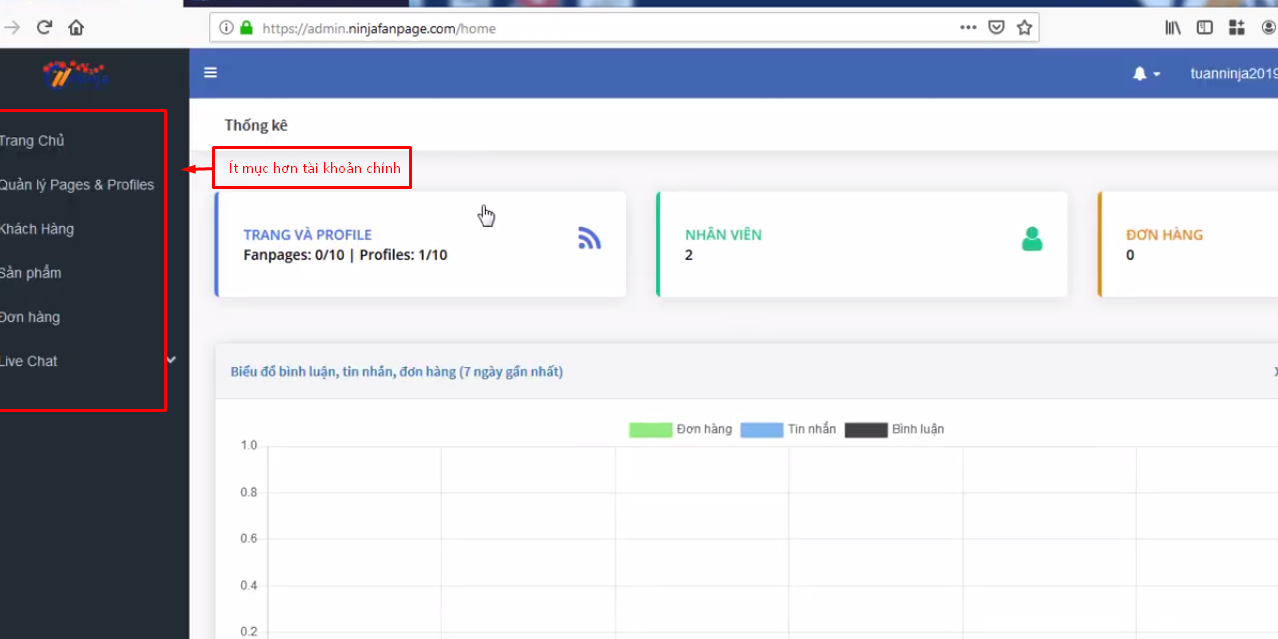 https://admin.ninjafanpage.com/home
tuanninja2019
Thống kê
Trang Chủ
Quản lý Pages & Profiles
Khách Hàng
Sản phẩm
Đơn hàng
Live Chat
Ít mục hơn tài khoản chính
TRANG VÀ PROFILE
Fanpages: 0/10 | Profiles: 1/10
NHÂN VIÊN
2
ĐƠN HÀNG
0
Biểu đồ bình luận, tin nhắn, đơn hàng (7 ngày gần nhất)
Đơn hàng Tin nhắn Bình luận
1.0
0.8
0.6
0.4
0.2